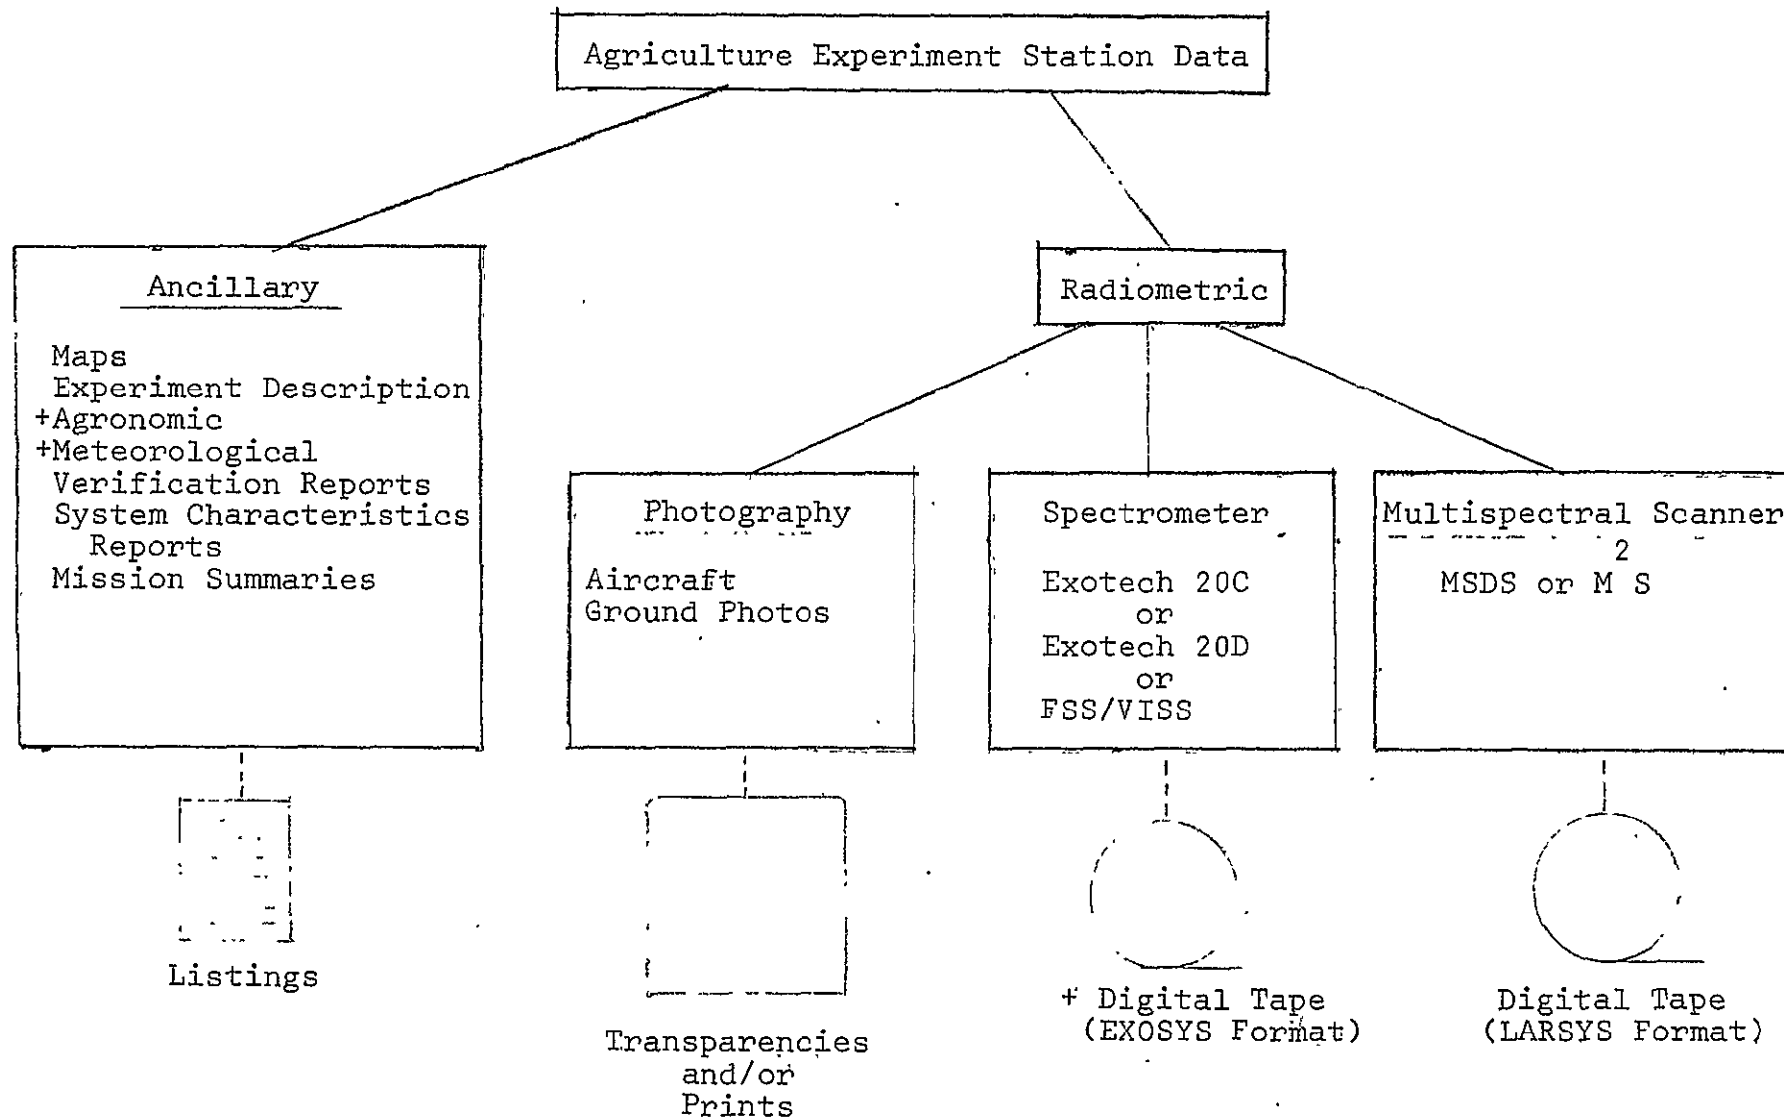 Agriculture Experiment Station Data
Ancillary
Maps
Experiment Description
+Agronomic
+Meteorological
Verification Reports
System Characteristics
Reports
Mission Summaries
Listings
Radiometric
Photography
Aircraft
Ground Photos
Transparencies
and/or
Prints
Spectrometer
Exotech 20C
or
Exotech 20D
or
FSS/VISS
+ Digital Tape
(EXOSYS Format)
Multispectral Scanner
MSDS or M²S
Digital Tape
(LARSYS Format)